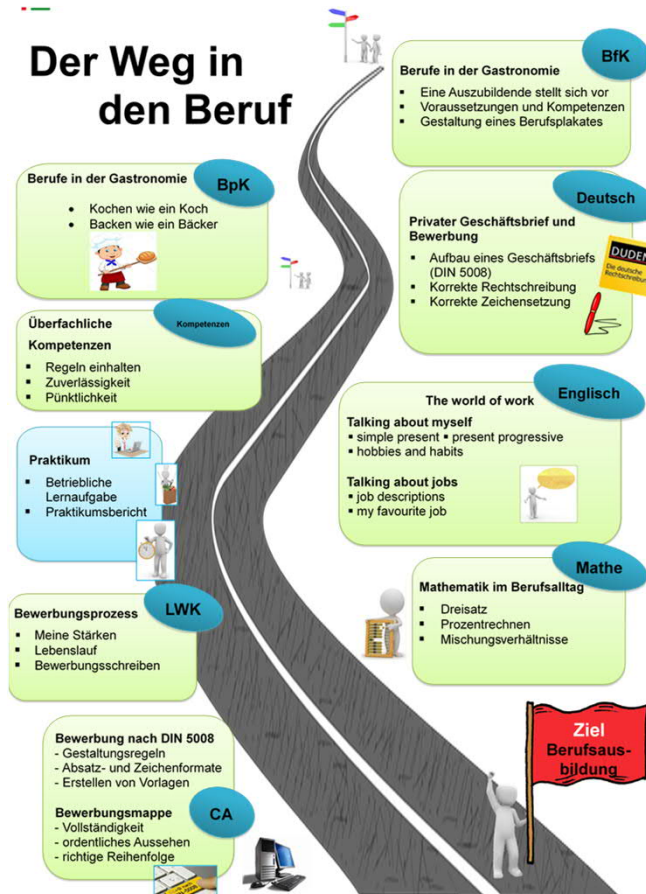 Der Weg in
den Beruf
BfK
Berufe in der Gastronomie
▪ Eine Auszubildende stellt sich vor
▪ Voraussetzungen und Kompetenzen
▪ Gestaltung eines Berufsplakates
BpK
Berufe in der Gastronomie
• Kochen wie ein Koch
• Backen wie ein Bäcker
Deutsch
Privater Geschäftsbrief und
Bewerbung
▪ Aufbau eines Geschäftsbriefs
(DIN 5008)
▪ Korrekte Rechtschreibung
▪ Korrekte Zeichensetzung
DUDEN
Die deutsche
Rechtschreibung
Kompetenzen
Überfachliche
Kompetenzen
▪ Regeln einhalten
▪ Zuverlässigkeit
▪ Pünktlichkeit
Englisch
The world of work
Talking about myself
▪ simple present ▪ present progressive
▪ hobbies and habits
Talking about jobs
▪ job descriptions
▪ my favourite job
Praktikum
▪ Betriebliche
Lernaufgabe
▪ Praktikumsbericht
Mathe
Mathematik im Berufsalltag
▪ Dreisatz
▪ Prozentrechnen
▪ Mischungsverhältnisse
LWK
Bewerbungsprozess
▪ Meine Stärken
▪ Lebenslauf
▪ Bewerbungsschreiben
Bewerbung nach DIN 5008
- Gestaltungsregeln
- Absatz- und Zeichenformate
- Erstellen von Vorlagen
CA
Bewerbungsmappe
- Vollständigkeit
- ordentliches Aussehen
- richtige Reihenfolge
Ziel
Berufsaus-
bildung